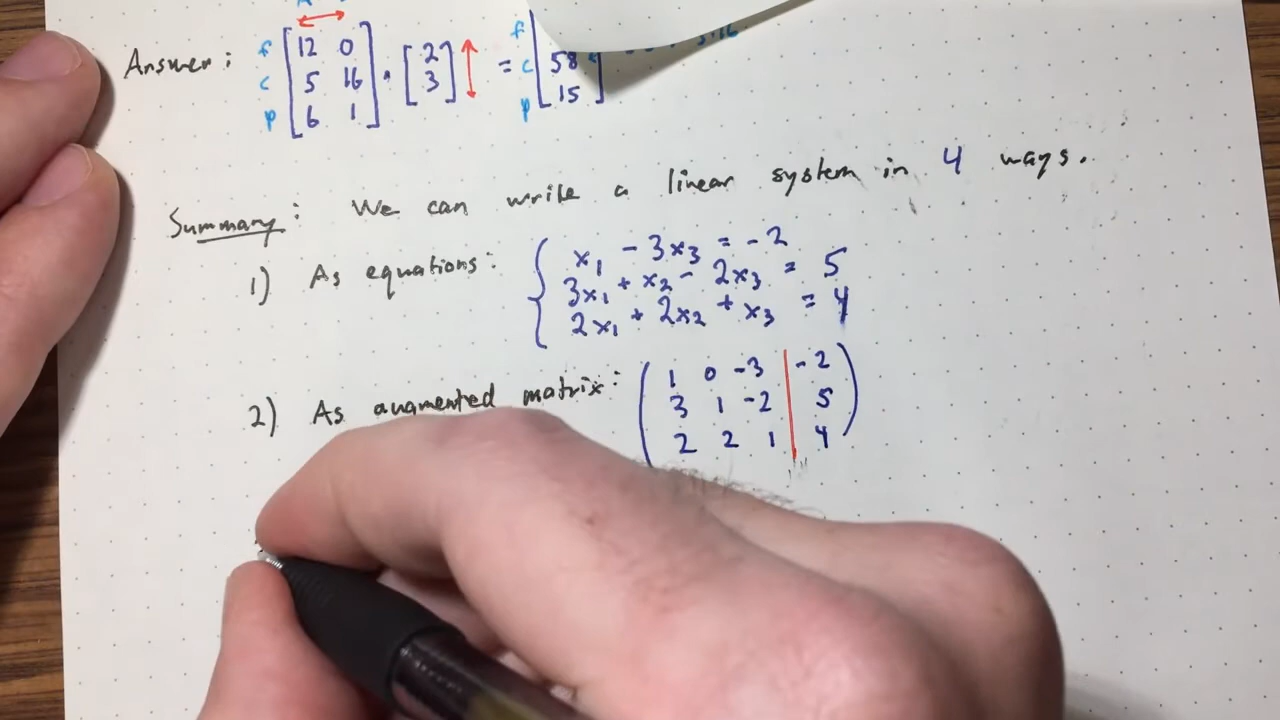 Answer: f [12 0] [2] = f [
c [5 16] · [3] c [58
p [6 1] p [15]
Summary: We can write a linear system in 4 ways.
1) As equations: { x₁ - 3x₃ = -2
3x₁ + x₂ - 2x₃ = 5
2x₁ + 2x₂ + x₃ = 4
2) As augmented matrix: ( 1 0 -3 | -2 )
3 1 -2 | 5
2 2 1 | 4